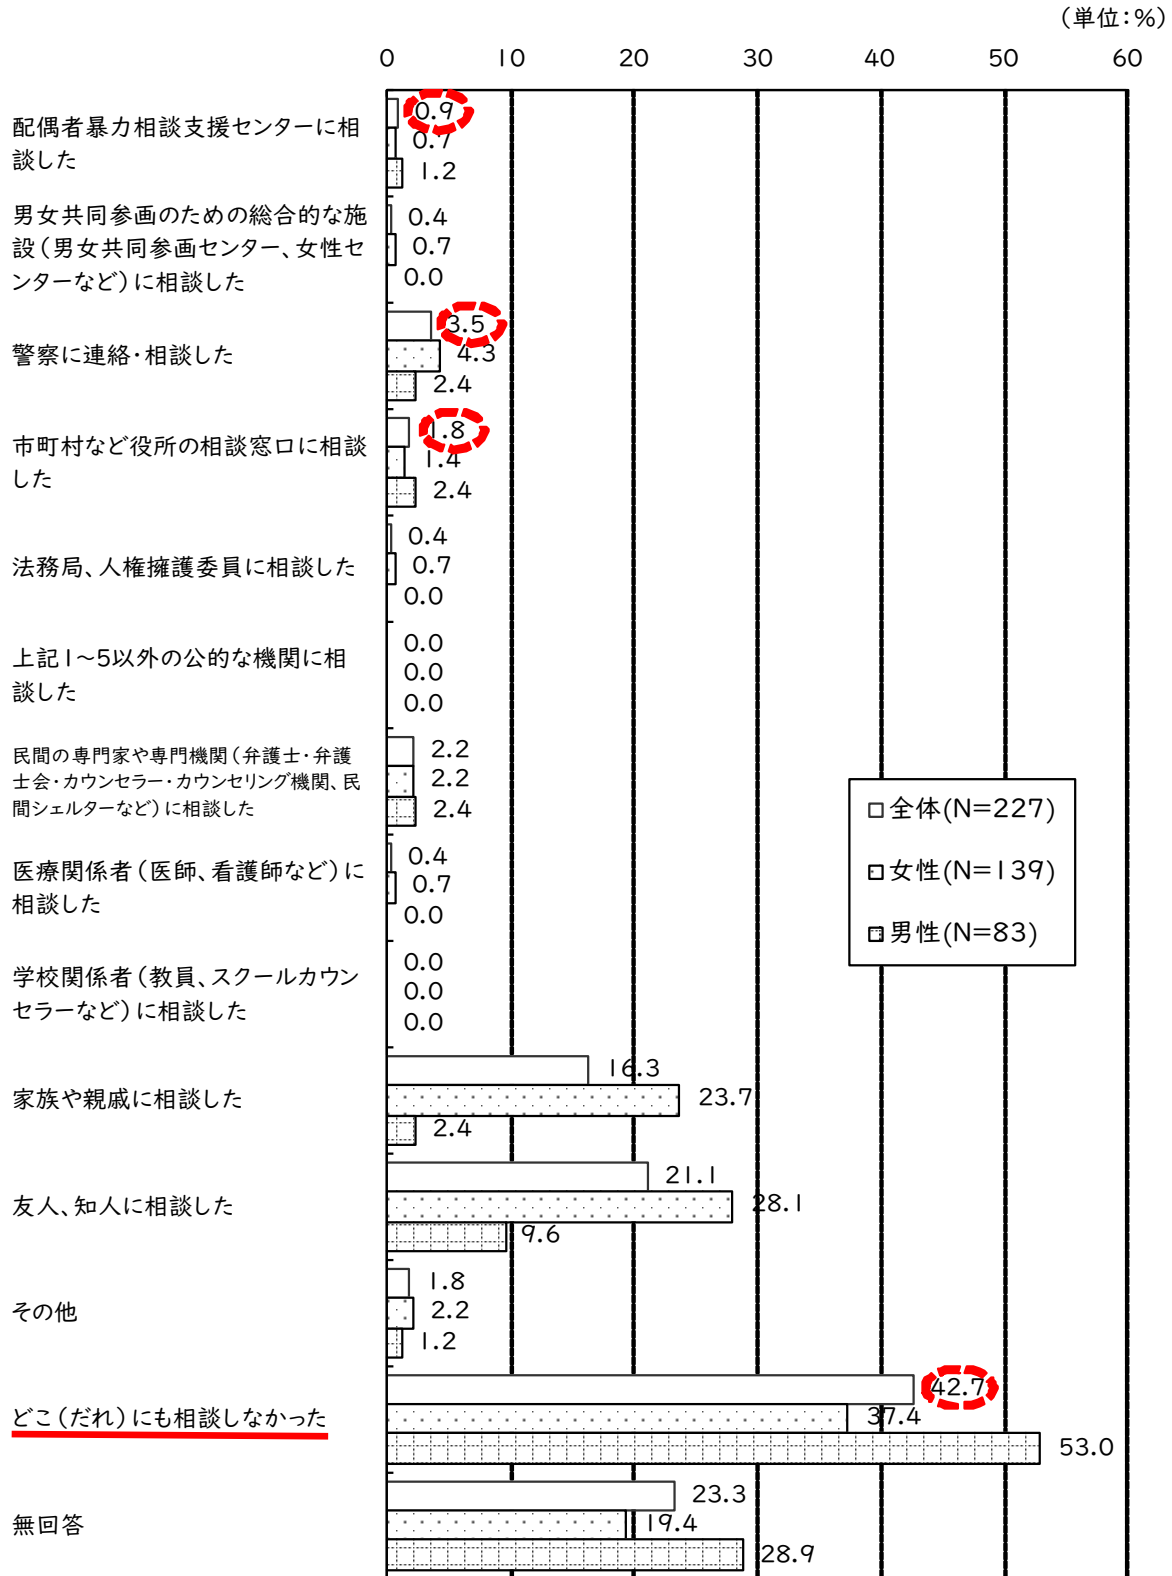 (単位:%)
0 10 20 30 40 50 60
配偶者暴力相談支援センターに相
談した
0.9
0.7
1.2
男女共同参画のための総合的な施
設(男女共同参画センター、女性セ
ンターなど)に相談した
0.4
0.7
0.0
警察に連絡・相談した
3.5
4.3
2.4
市町村など役所の相談窓口に相談
した
1.8
1.4
2.4
法務局、人権擁護委員に相談した
0.4
0.7
0.0
上記1~5以外の公的な機関に相
談した
0.0
0.0
0.0
民間の専門家や専門機関(弁護士・弁護
士会・カウンセラー・カウンセリング機関、民
間シェルターなど)に相談した
2.2
2.2
2.4
医療関係者(医師、看護師など)に
相談した
0.4
0.7
0.0
学校関係者(教員、スクールカウン
セラーなど)に相談した
0.0
0.0
0.0
家族や親戚に相談した
16.3
23.7
2.4
友人、知人に相談した
21.1
28.1
9.6
その他
1.8
2.2
1.2
どこ(だれ)にも相談しなかった
42.7
37.4
53.0
無回答
23.3
19.4
28.9
全体(N=227)
女性(N=139)
男性(N=83)